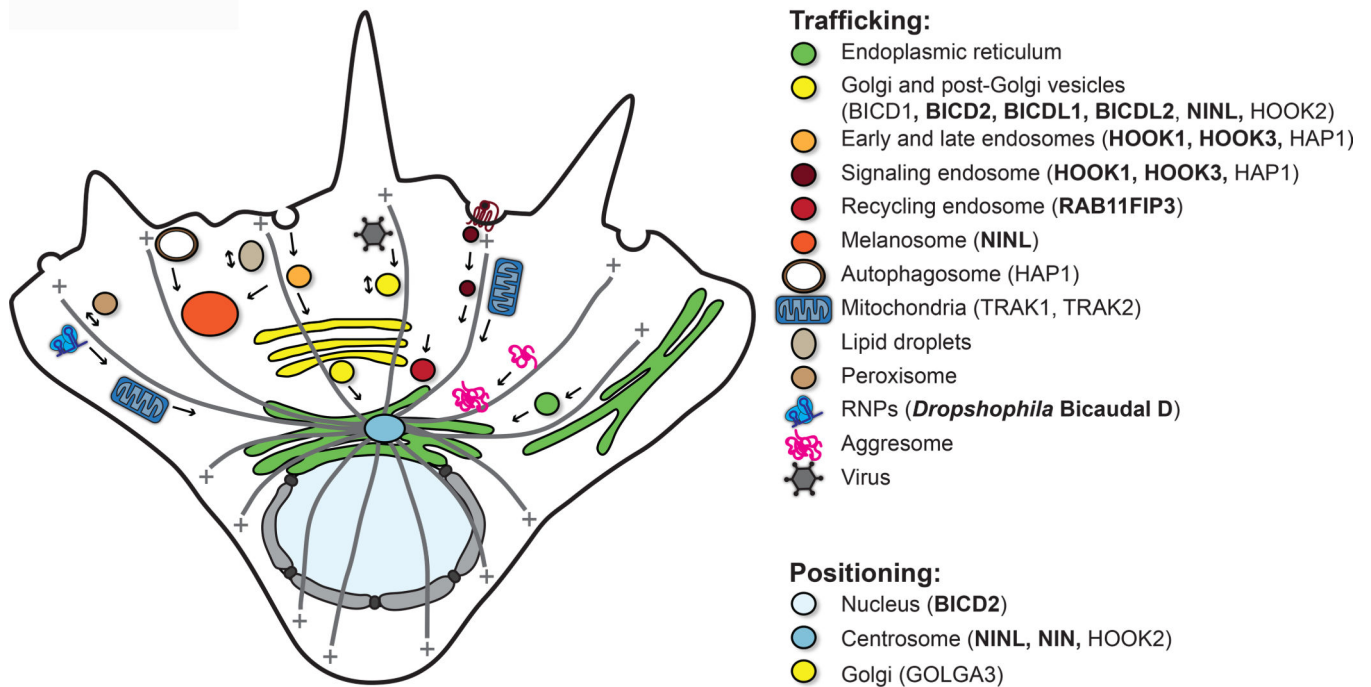 Trafficking:
Endoplasmic reticulum
Golgi and post-Golgi vesicles
(BICD1, BICD2, BICDL1, BICDL2, NINL, HOOK2)
Early and late endosomes (HOOK1, HOOK3, HAP1)
Signaling endosome (HOOK1, HOOK3, HAP1)
Recycling endosome (RAB11FIP3)
Melanosome (NINL)
Autophagosome (HAP1)
Mitochondria (TRAK1, TRAK2)
Lipid droplets
Peroxisome
RNPs (Dropshophila Bicaudal D)
Aggresome
Virus
Positioning:
Nucleus (BICD2)
Centrosome (NINL, NIN, HOOK2)
Golgi (GOLGA3)